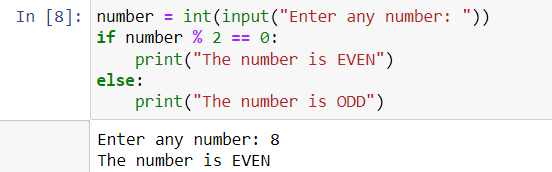 In [8]: number = int(input("Enter any number: "))
if number % 2 == 0:
    print("The number is EVEN")
else:
    print("The number is ODD")
Enter any number: 8
The number is EVEN